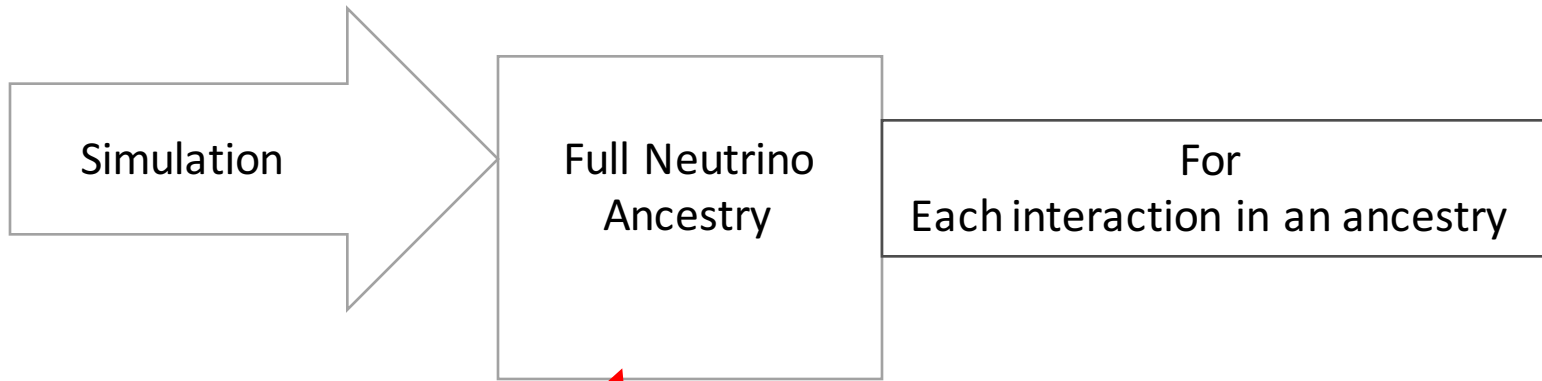 Simulation
Full Neutrino
Ancestry
For
Each interaction in an ancestry